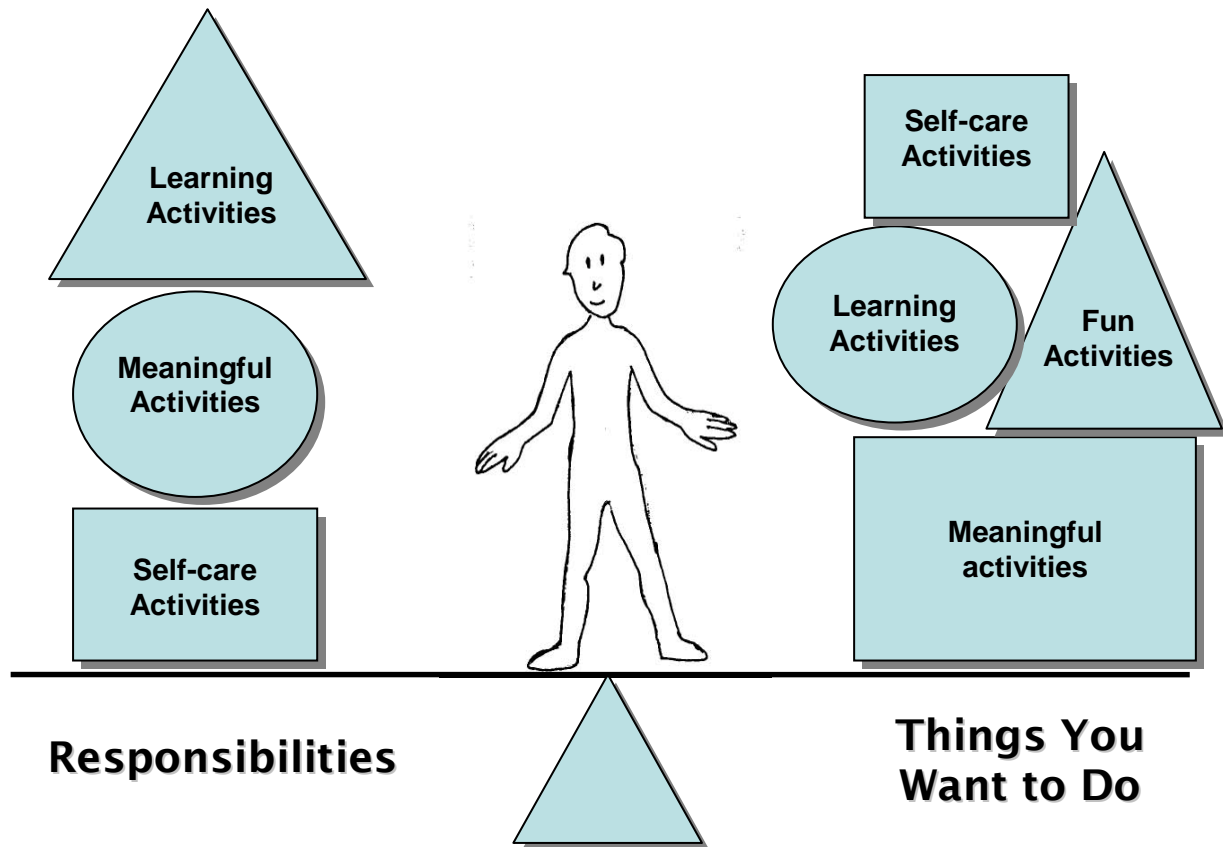 Learning
Activities
Meaningful
Activities
Self-care
Activities
Responsibilities
Self-care
Activities
Learning
Activities
Fun
Activities
Meaningful
activities
Things You
Want to Do